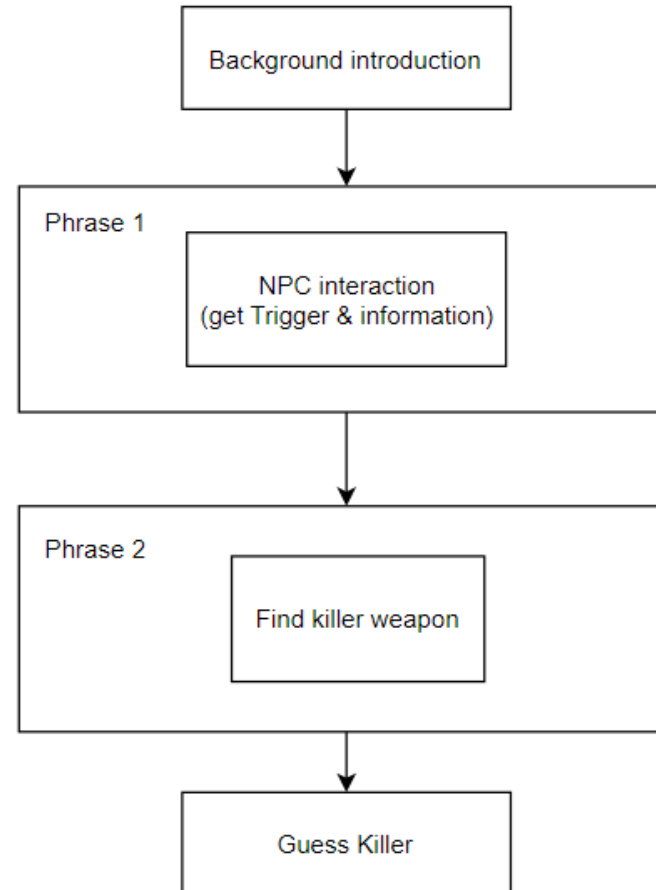 Background introduction
Phrase 1
NPC interaction
(get Trigger & information)
Phrase 2
Find killer weapon
Guess Killer